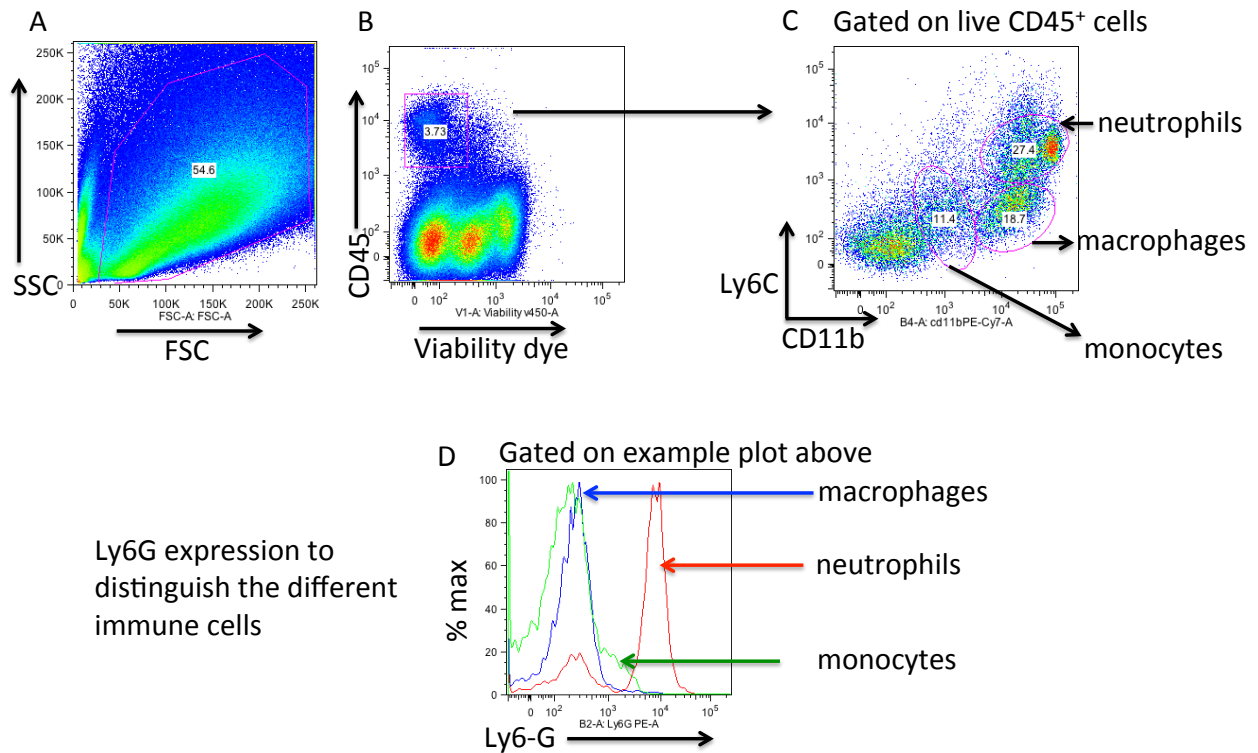 A
250K
200K
150K
100K
50K
0
54.6
0 50K 100K 150K 200K 250K
FSC-A: FSC-A
SSC
FSC
B
10⁵
10⁴
10³
10²
0
3.73
0 10² 10³ 10⁴ 10⁵
V1-A: Viability v450-A
CD45
Viability dye
C Gated on live CD45⁺ cells
10⁵
10⁴
10³
10²
0
27.4
11.4
18.7
0 10² 10³ 10⁴ 10⁵
B4-A: cd11bPE-Cy7-A
Ly6C
CD11b
neutrophils
macrophages
monocytes
D Gated on example plot above
100
80
60
40
20
0
% max
0 10² 10³ 10⁴ 10⁵
B2-A: Ly6G PE-A
Ly6-G
macrophages
neutrophils
monocytes
Ly6G expression to
distinguish the different
immune cells